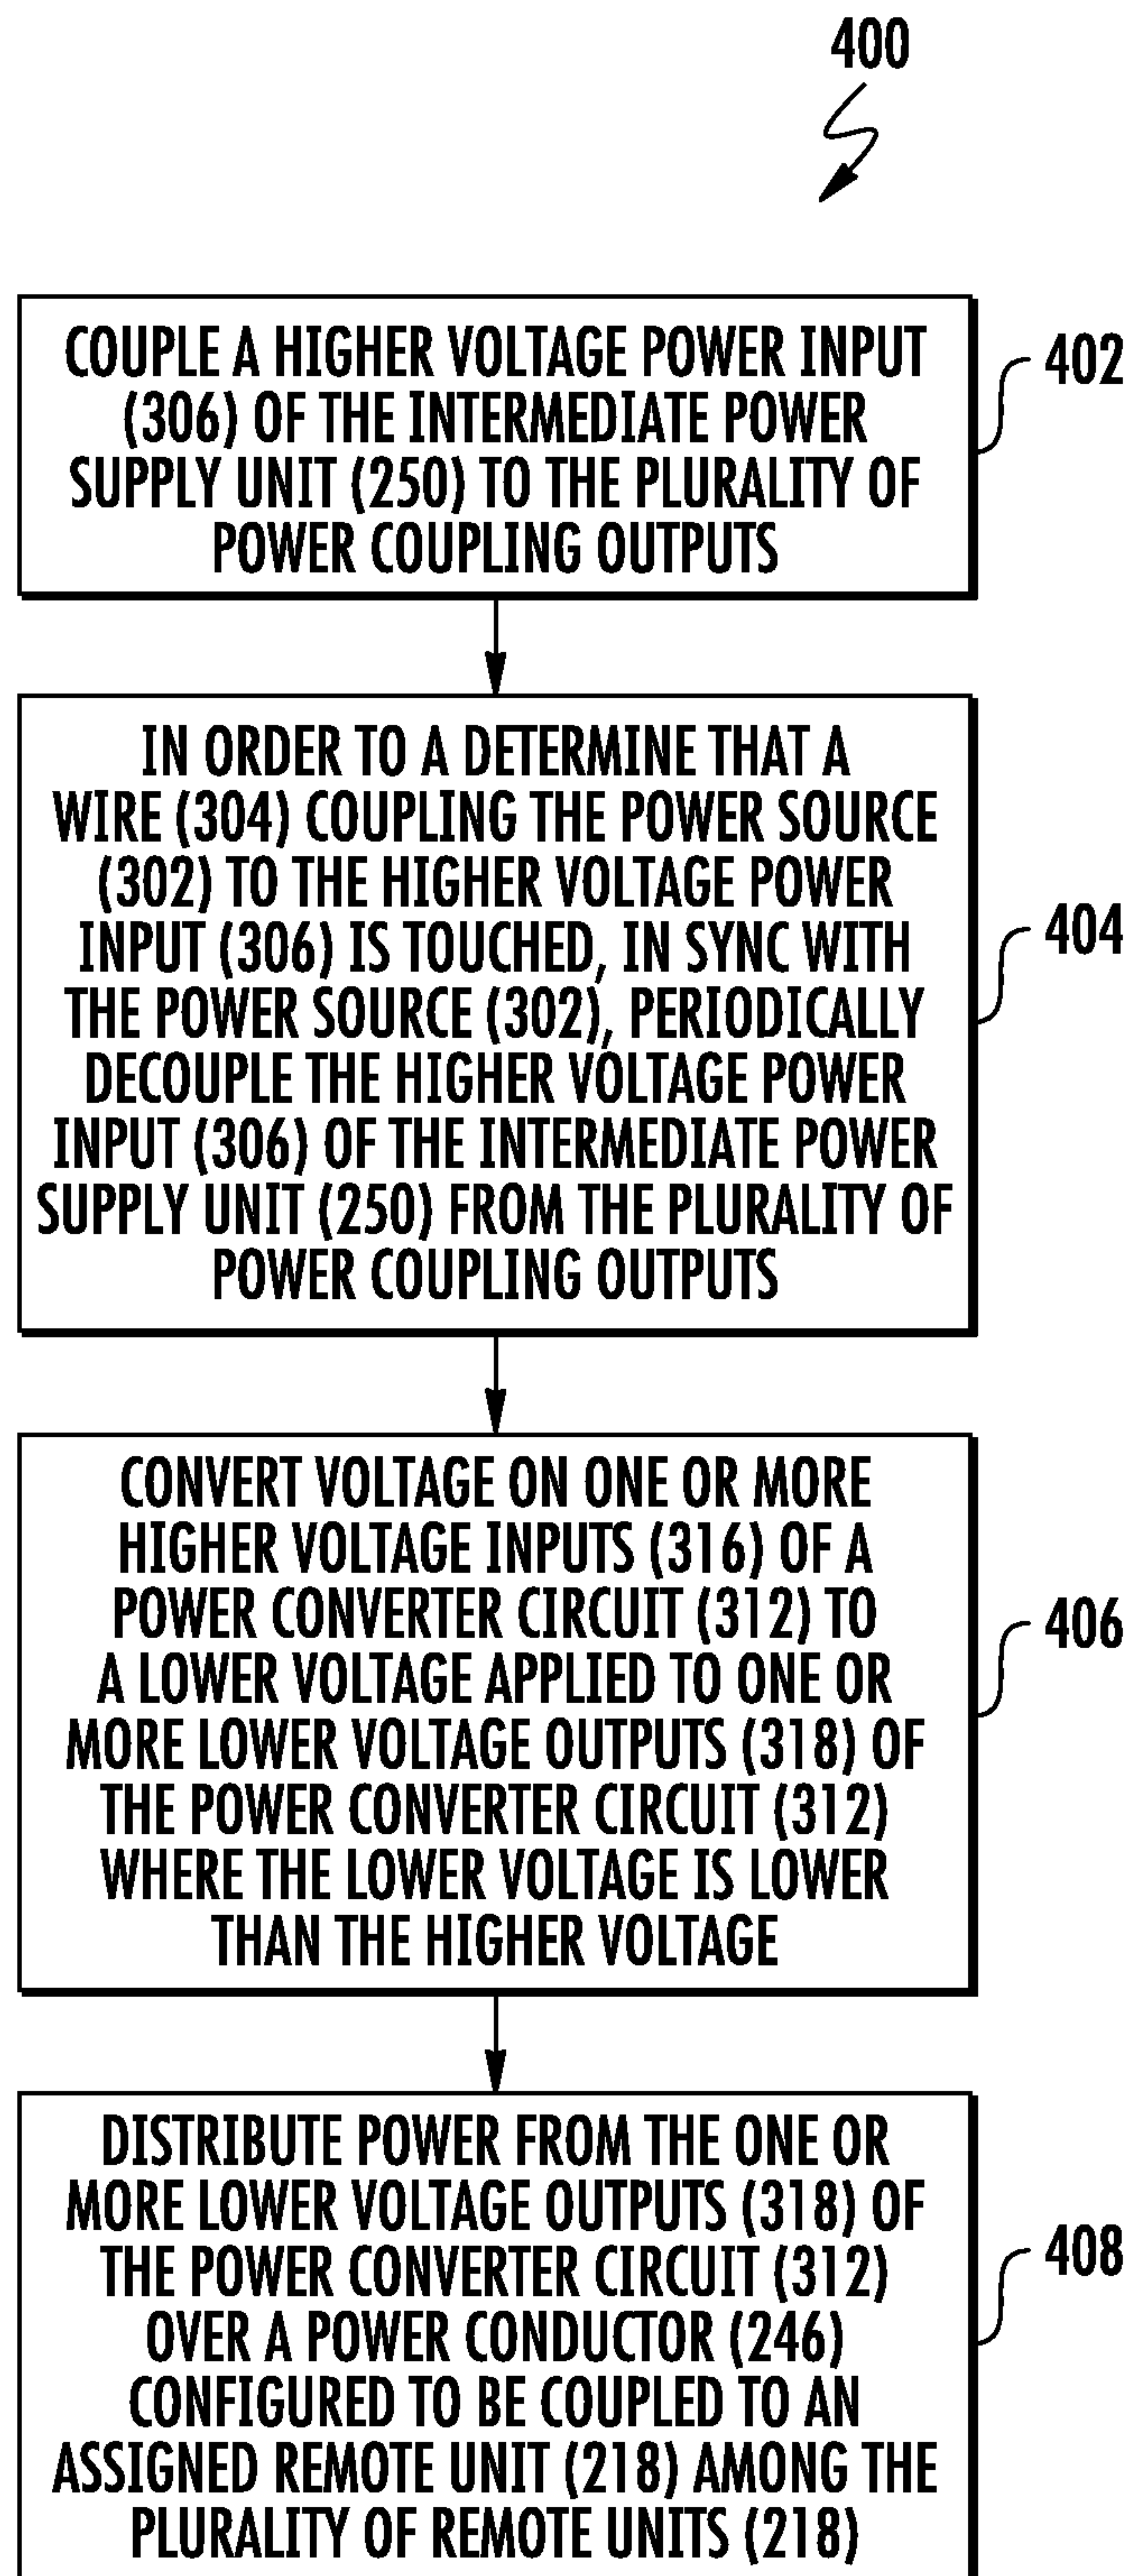 400
COUPLE A HIGHER VOLTAGE POWER INPUT
(306) OF THE INTERMEDIATE POWER
SUPPLY UNIT (250) TO THE PLURALITY OF
POWER COUPLING OUTPUTS
402
IN ORDER TO A DETERMINE THAT A
WIRE (304) COUPLING THE POWER SOURCE
(302) TO THE HIGHER VOLTAGE POWER
INPUT (306) IS TOUCHED, IN SYNC WITH
THE POWER SOURCE (302), PERIODICALLY
DECOUPLE THE HIGHER VOLTAGE POWER
INPUT (306) OF THE INTERMEDIATE POWER
SUPPLY UNIT (250) FROM THE PLURALITY OF
POWER COUPLING OUTPUTS
404
CONVERT VOLTAGE ON ONE OR MORE
HIGHER VOLTAGE INPUTS (316) OF A
POWER CONVERTER CIRCUIT (312) TO
A LOWER VOLTAGE APPLIED TO ONE OR
MORE LOWER VOLTAGE OUTPUTS (318) OF
THE POWER CONVERTER CIRCUIT (312)
WHERE THE LOWER VOLTAGE IS LOWER
THAN THE HIGHER VOLTAGE
406
DISTRIBUTE POWER FROM THE ONE OR
MORE LOWER VOLTAGE OUTPUTS (318) OF
THE POWER CONVERTER CIRCUIT (312)
OVER A POWER CONDUCTOR (246)
CONFIGURED TO BE COUPLED TO AN
ASSIGNED REMOTE UNIT (218) AMONG THE
PLURALITY OF REMOTE UNITS (218)
408